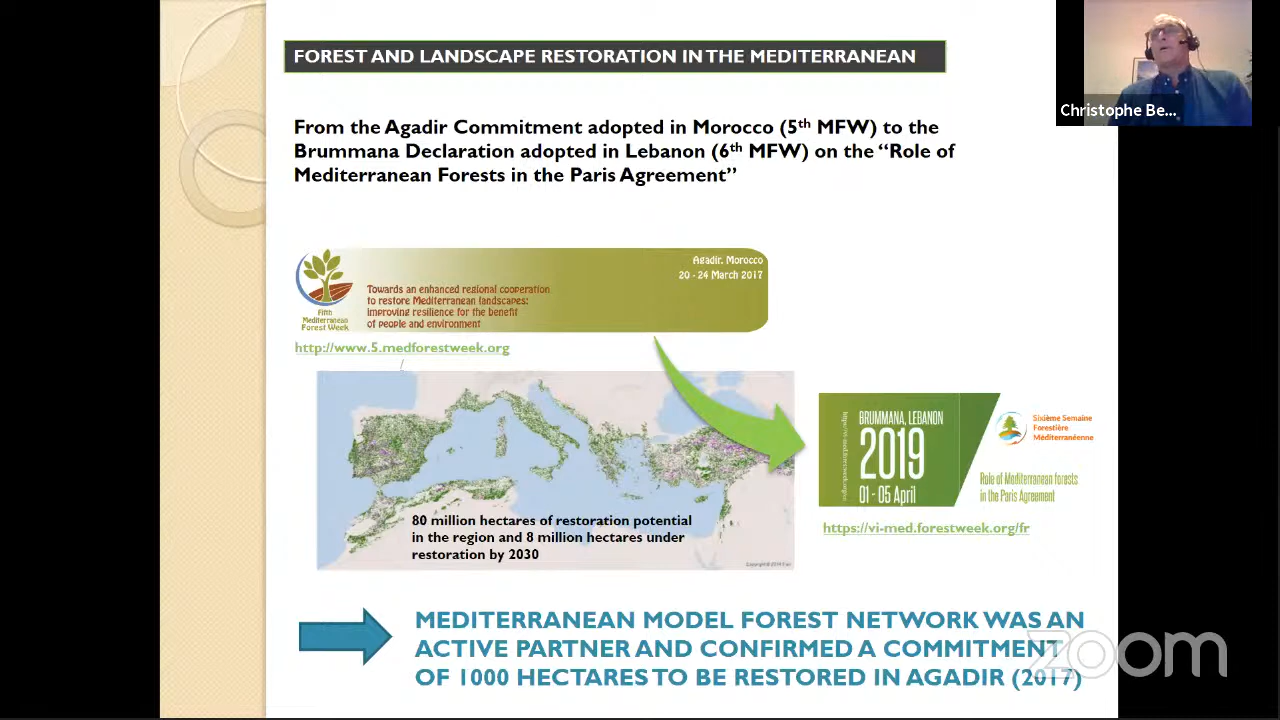 FOREST AND LANDSCAPE RESTORATION IN THE MEDITERRANEAN
Christophe Be...
From the Agadir Commitment adopted in Morocco (5th MFW) to the
Brummana Declaration adopted in Lebanon (6th MFW) on the “Role of
Mediterranean Forests in the Paris Agreement”
Agadir, Morocco
20 - 24 March 2017
Towards an enhanced regional cooperation
to restore Mediterranean landscapes:
improving resilience for the benefit
of people and environment
Fifth
Mediterranean
Forest Week
http://www.5.medforestweek.org
BRUMMANA, LEBANON
2019
01 - 05 April
Sixième Semaine
Forestière
Méditerranéenne
Role of Mediterranean forests
in the Paris Agreement
https://vi-med.forestweek.org/fr
80 million hectares of restoration potential
in the region and 8 million hectares under
restoration by 2030
MEDITERRANEAN MODEL FOREST NETWORK WAS AN
ACTIVE PARTNER AND CONFIRMED A COMMITMENT
OF 1000 HECTARES TO BE RESTORED IN AGADIR (2017)
zoom